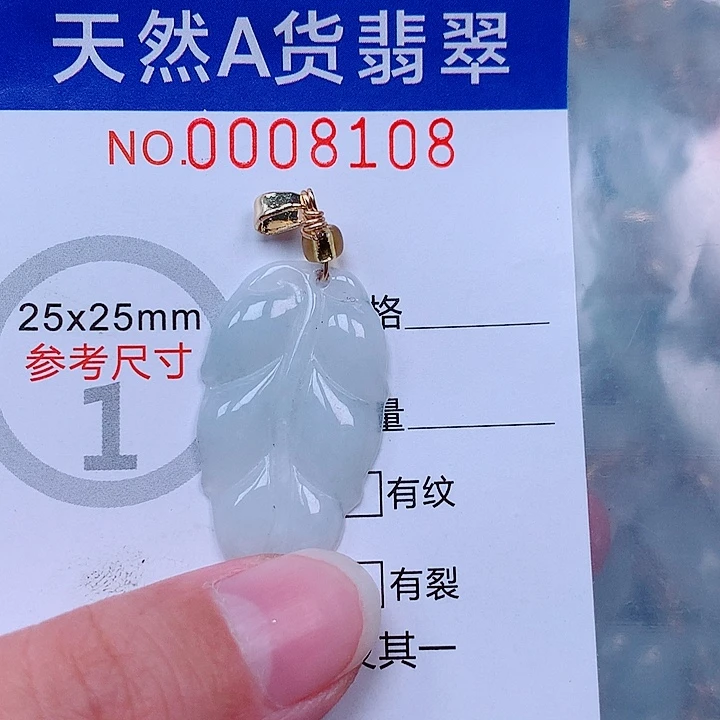 天然A货翡翠
NO.0008108
25x25mm
参考尺寸
1
格
量
有纹
有裂
其一